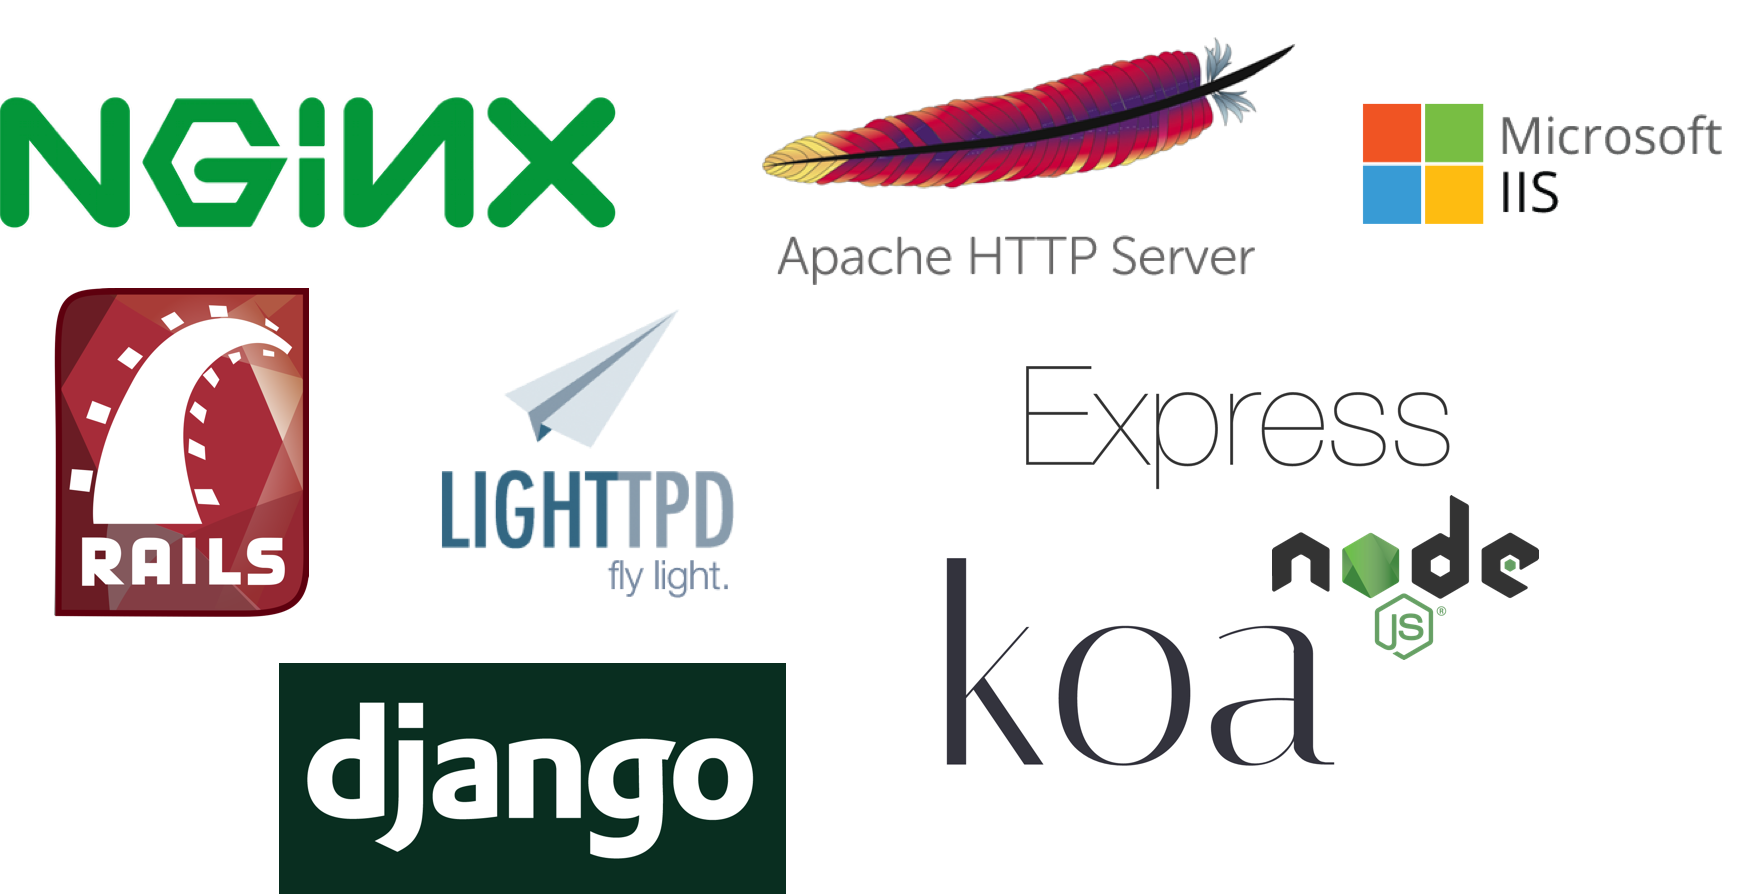 NGiNX
Apache HTTP Server
Microsoft
IIS
RAILS
LIGHTTPD
fly light.
Express
node
JS®
koa
django